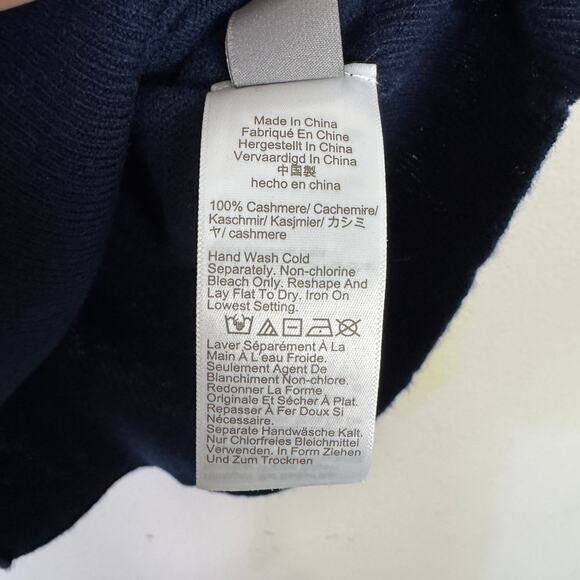 Made In China
Fabriqué En Chine
Hergestellt In China
Vervaardigd In China
中国製
hecho en china
100% Cashmere/ Cachemire/
Kaschmir/ Kasjmier/ カシミ
ヤ/ cashmere
Hand Wash Cold
Separately. Non-chlorine
Bleach Only. Reshape And
Lay Flat To Dry. Iron On
Lowest Setting.
Laver Séparément À La
Main À L'eau Froide.
Seulement Agent De
Blanchiment Non-chlore.
Redonner La Forme
Originale Et Sécher À Plat.
Repasser À Fer Doux Si
Nécessaire.
Separate Handwäsche Kalt.
Nur Chlorfreies Bleichmittel
Verwenden. In Form Ziehen
Und Zum Trocknen